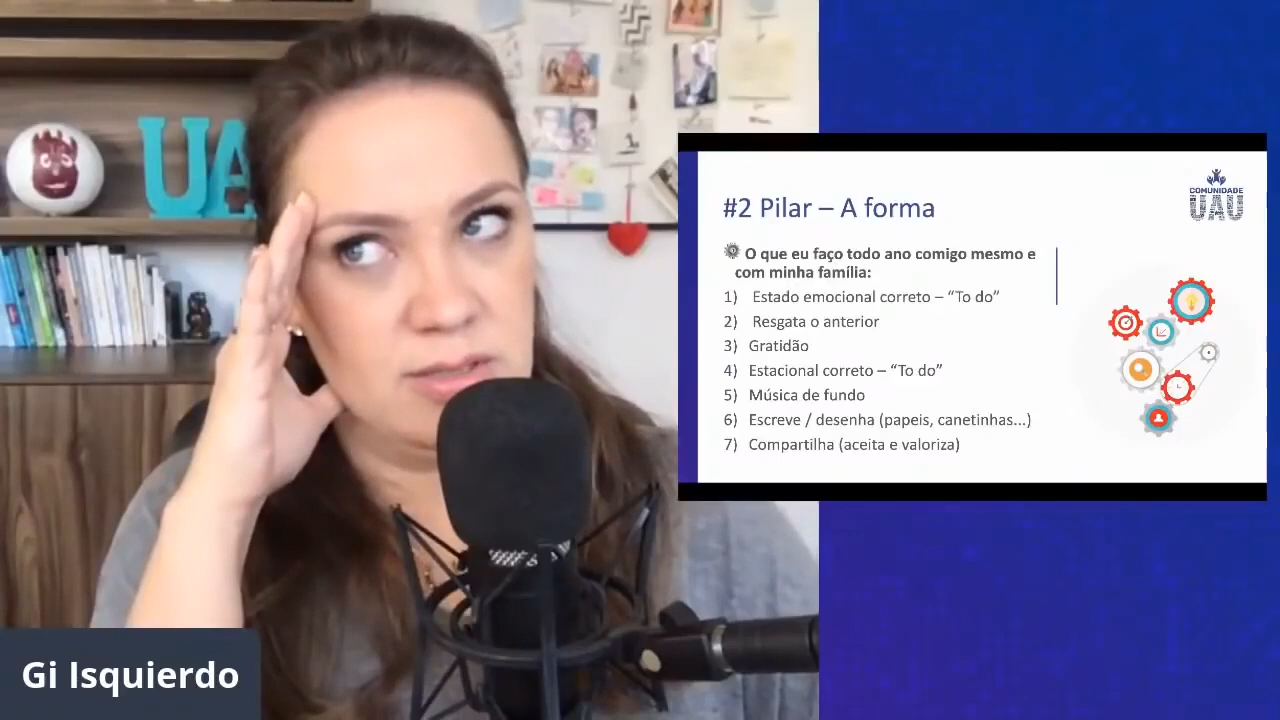 UA
COMUNIDADE
UAU
#2 Pilar – A forma
O que eu faço todo ano comigo mesmo e
com minha família:
1) Estado emocional correto – “To do”
2) Resgata o anterior
3) Gratidão
4) Estacional correto – “To do”
5) Música de fundo
6) Escreve / desenha (papeis, canetinhas...)
7) Compartilha (aceita e valoriza)
Gi Isquierdo